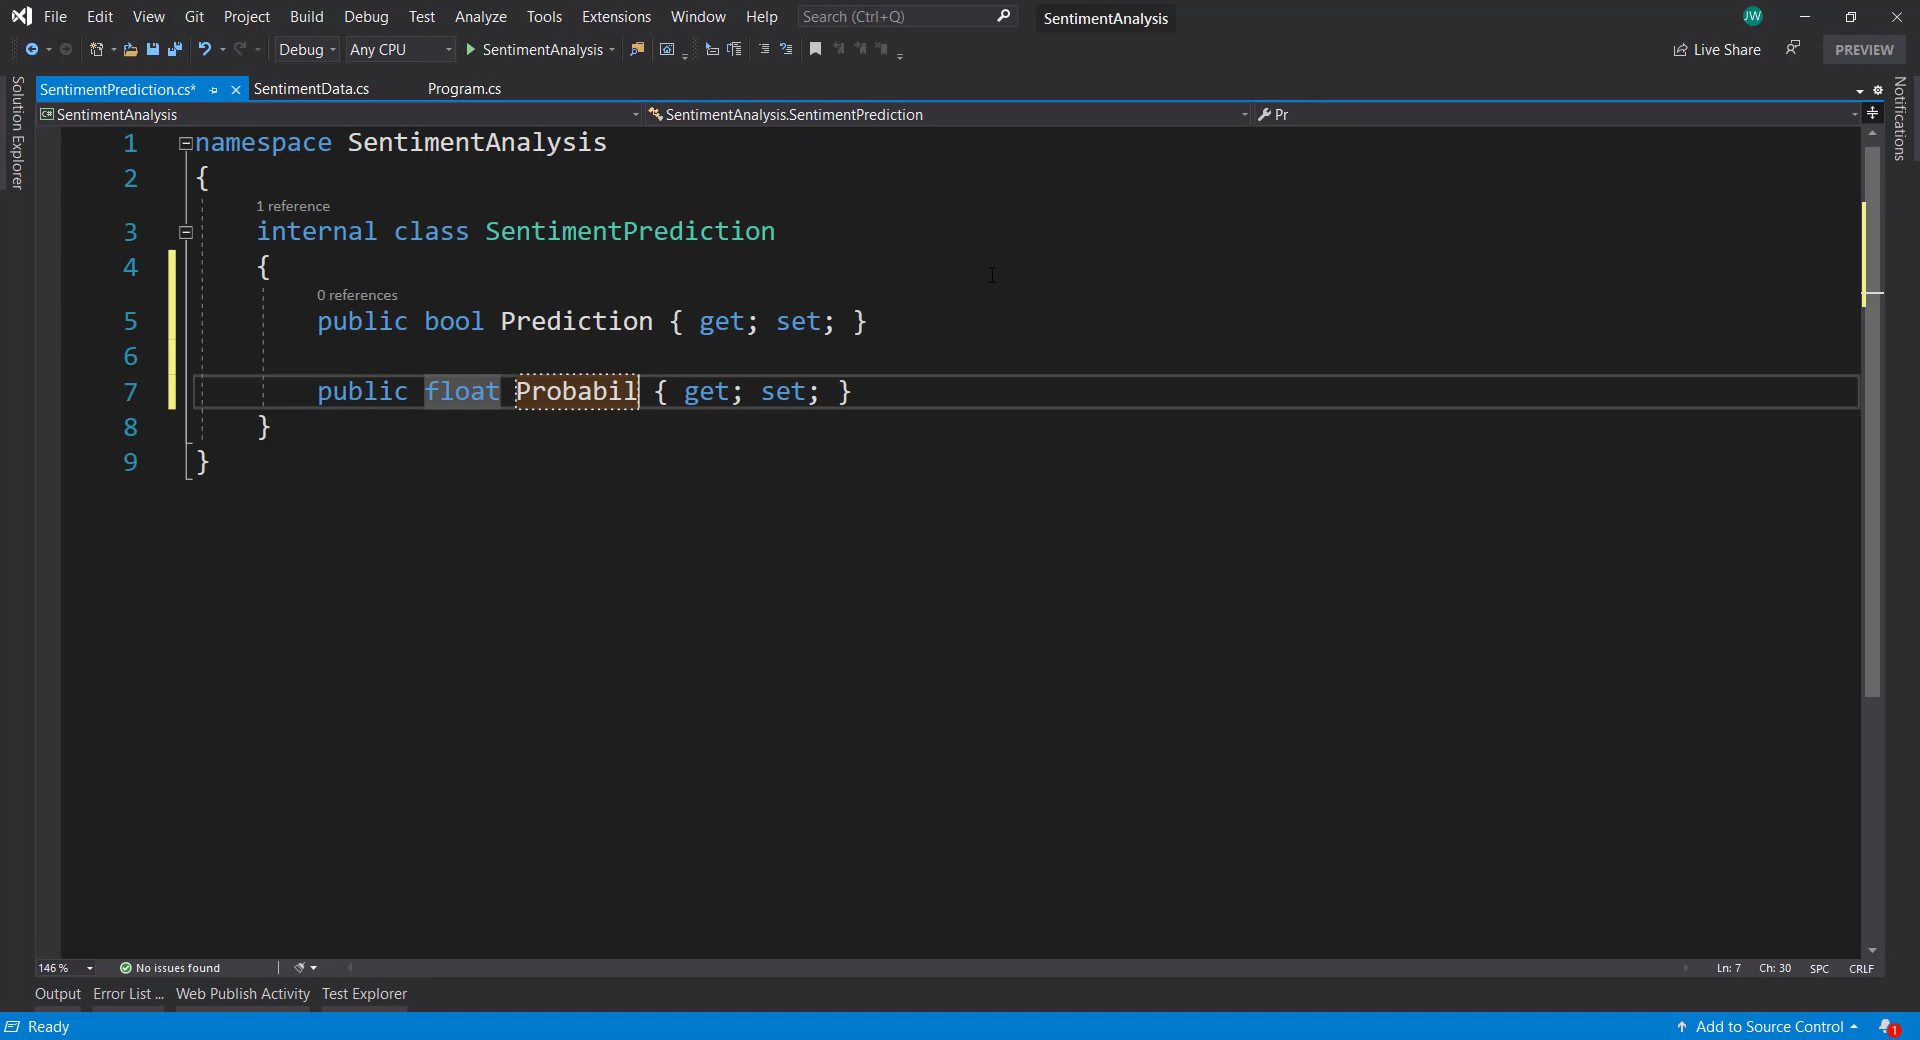 File Edit View Git Project Build Debug Test Analyze Tools Extensions Window Help Search (Ctrl+Q) SentimentAnalysis JW
Debug Any CPU SentimentAnalysis Live Share PREVIEW
Solution Explorer
SentimentPrediction.cs* SentimentData.cs Program.cs
Notifications
C# SentimentAnalysis SentimentAnalysis.SentimentPrediction Pr
1 namespace SentimentAnalysis
2 {
1 reference
3 internal class SentimentPrediction
4 {
0 references
5 public bool Prediction { get; set; }
6
7 public float Probabil { get; set; }
8 }
9 }
146 % No issues found Ln: 7 Ch: 30 SPC CRLF
Output Error List ... Web Publish Activity Test Explorer
Ready Add to Source Control 1